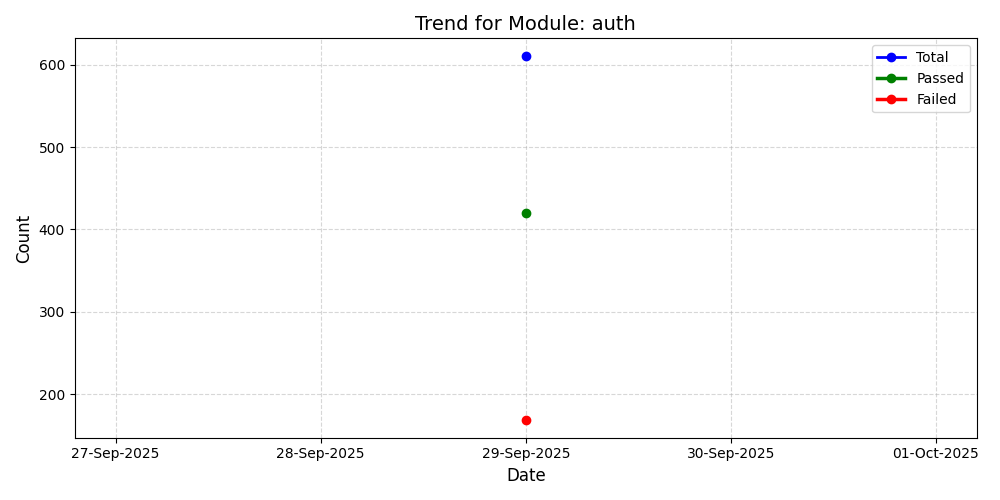 Trend for Module: auth
Total
Passed
Failed
600
500
400
300
200
Count
27-Sep-2025
28-Sep-2025
29-Sep-2025
30-Sep-2025
01-Oct-2025
Date